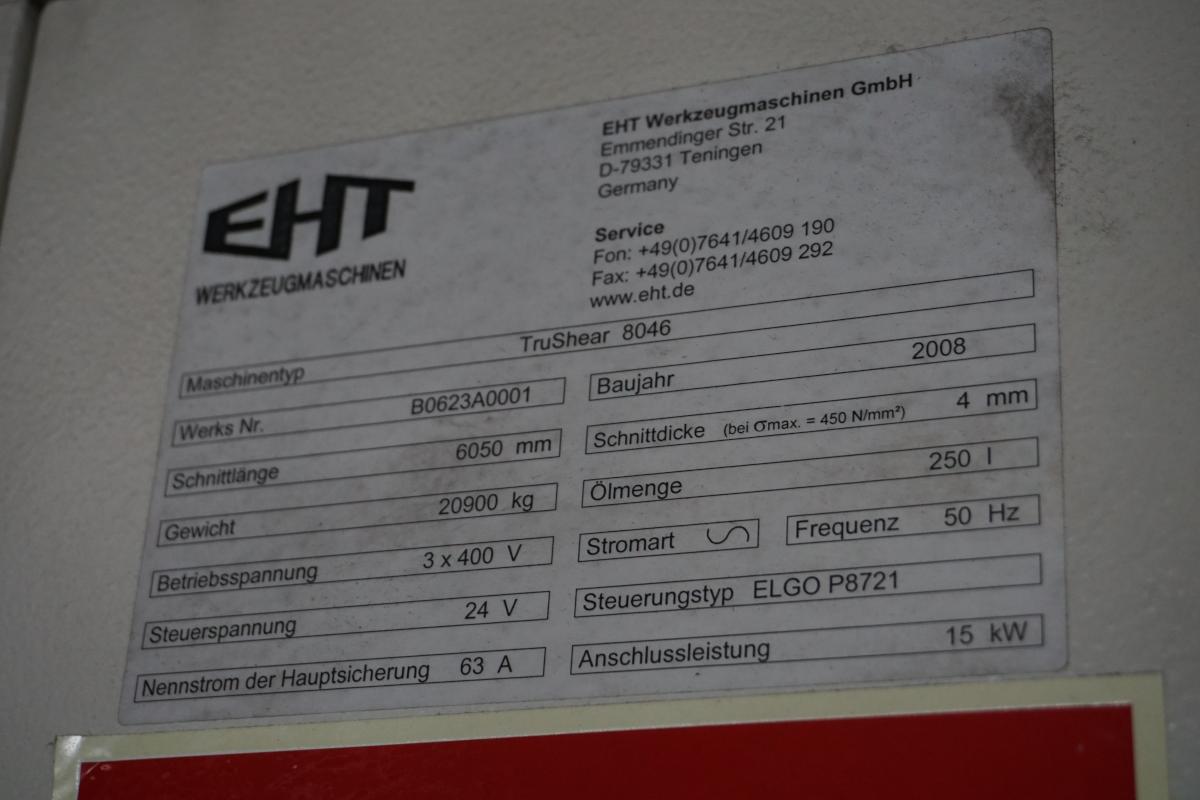 EHT
WERKZEUGMASCHINEN
EHT Werkzeugmaschinen GmbH
Emmendinger Str. 21
D-79331 Teningen
Germany
Service
Fon: +49(0)7641/4609 190
Fax: +49(0)7641/4609 292
www.eht.de
Maschinentyp TruShear 8046
Werks Nr. B0623A0001
Baujahr 2008
Schnittlänge 6050 mm
Schnittdicke (bei σmax. = 450 N/mm²) 4 mm
Gewicht 20900 kg
Ölmenge 250 l
Betriebsspannung 3 x 400 V
Stromart
Frequenz 50 Hz
Steuerspannung 24 V
Steuerungstyp ELGO P8721
Nennstrom der Hauptsicherung 63 A
Anschlussleistung 15 kW